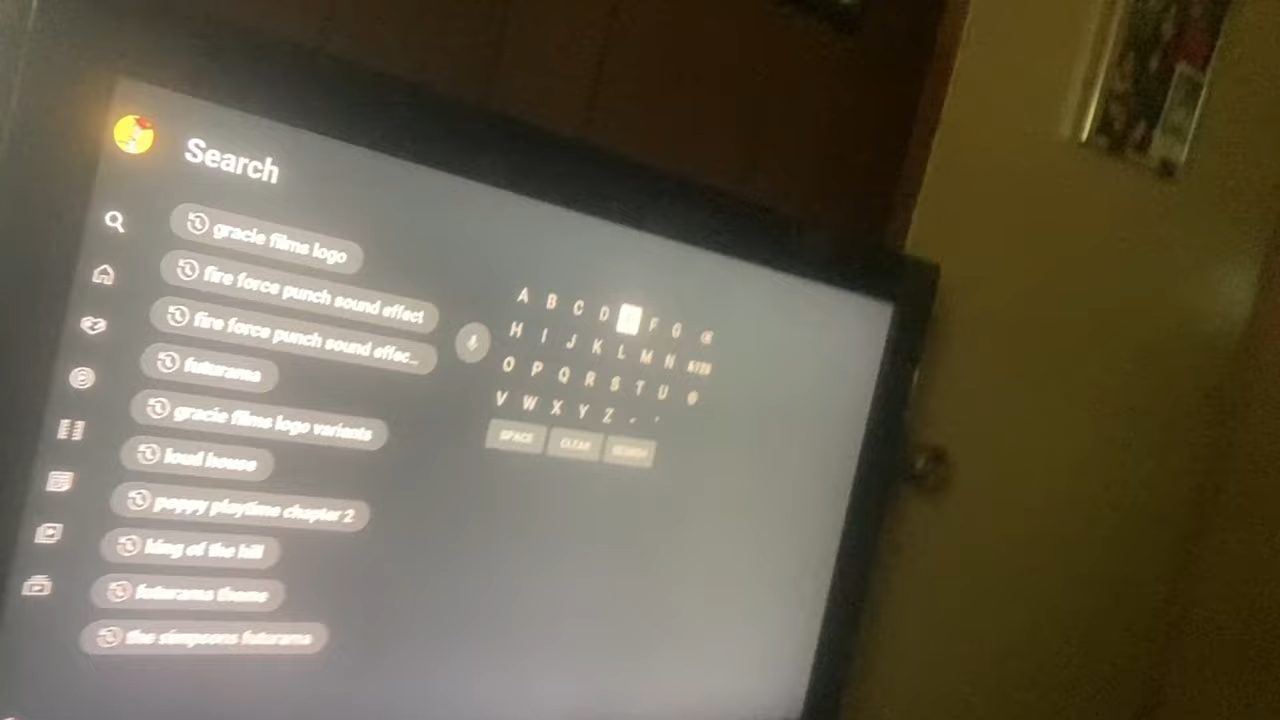 Search
gracie films logo
fire force punch sound effect
fire force punch sound effec...
futurama
gracie films logo variants
loud house
poppy playtime chapter 2
king of the hill
futurama theme
the simpsons futurama
A B C D F G
H I J K L M N &123
O P Q R S T U @
V W X Y Z - '
SPACE CLEAR SEARCH